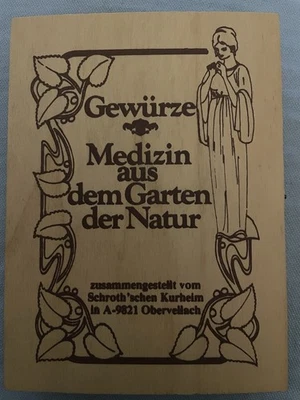 Gewürze
Medizin
aus
dem Garten
der Natur
zusammengestellt vom
Schroth'schen Kurheim
in A-9821 Obervellach